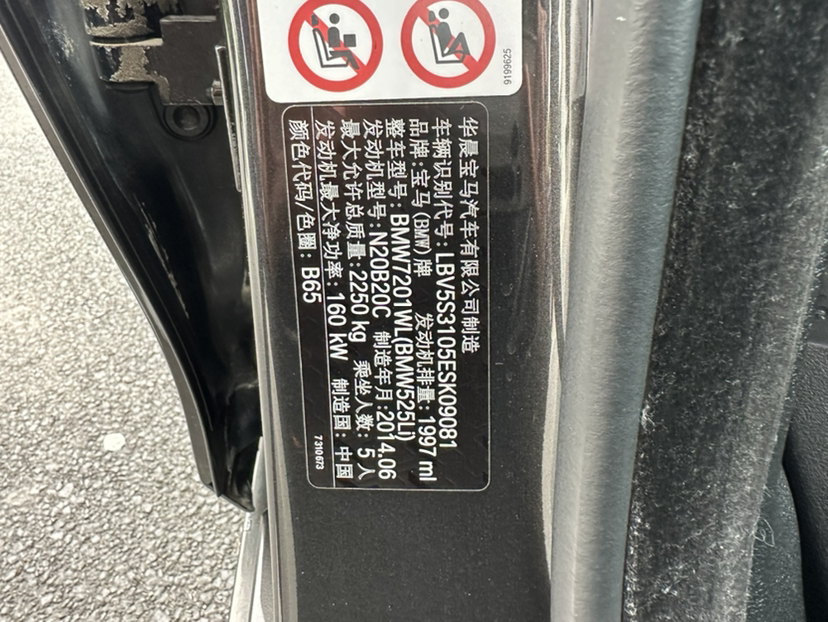 9199625
华晨宝马汽车有限公司制造
车辆识别代号：LBV5S3105ESK09081
品牌：宝马(BMW)牌 发动机排量：1997 ml
整车型号：BMW7201WL(BMW525Li)
发动机型号：N20B20C 制造年月：2014.06
最大允许总质量：2250 kg 乘坐人数：5 人
发动机最大净功率：160 kW 制造国：中国
颜色代码/色圈：B65
7310673